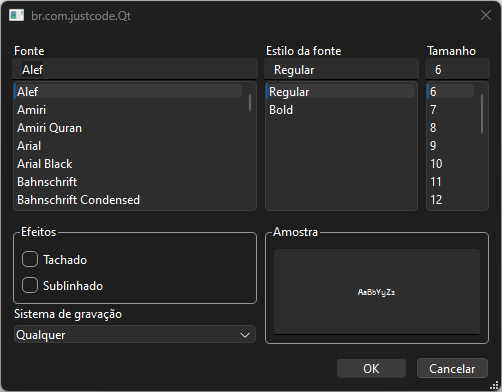 br.com.justcode.Qt
Fonte
Estilo da fonte
Tamanho
Alef
Regular
6
Alef
Amiri
Amiri Quran
Arial
Arial Black
Bahnschrift
Bahnschrift Condensed
Regular
Bold
6
7
8
9
10
11
12
Efeitos
Tachado
Sublinhado
Amostra
AaBbYyZz
Sistema de gravação
Qualquer
OK
Cancelar